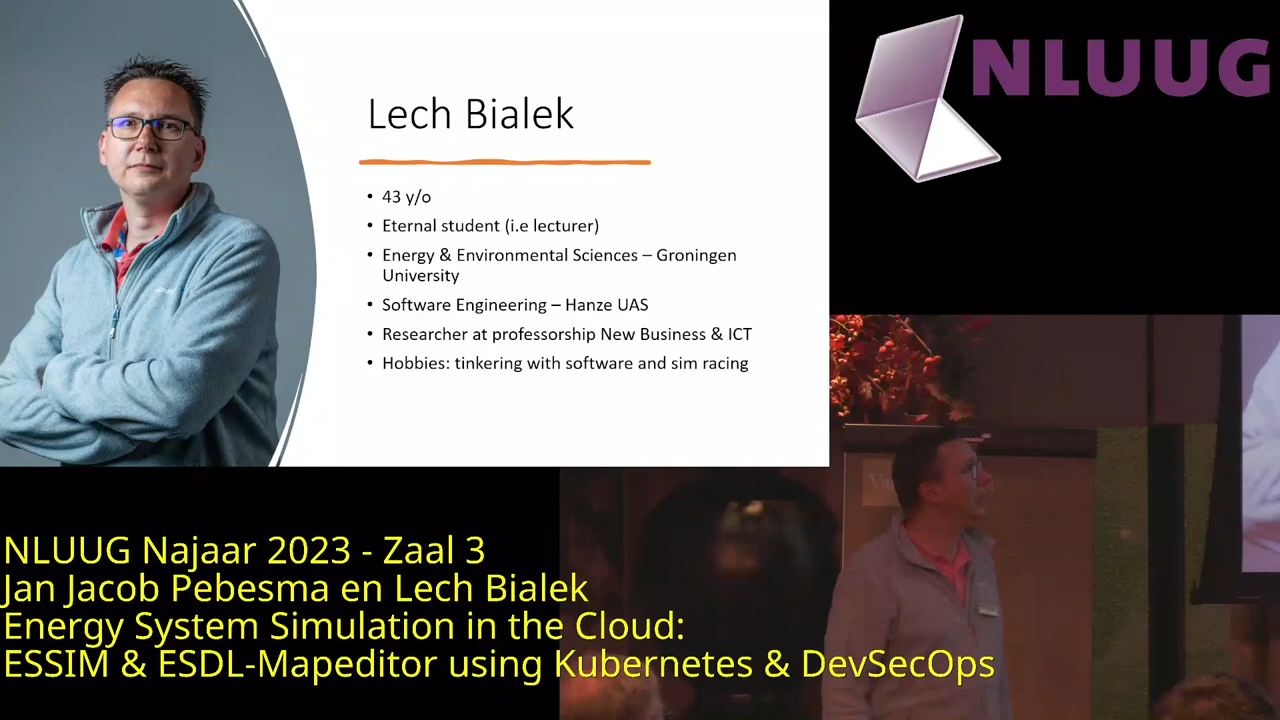 Lech Bialek
• 43 y/o
• Eternal student (i.e lecturer)
• Energy & Environmental Sciences – Groningen
University
• Software Engineering – Hanze UAS
• Researcher at professorship New Business & ICT
• Hobbies: tinkering with software and sim racing
NLUUG
NLUUG Najaar 2023 - Zaal 3
Jan Jacob Pebesma en Lech Bialek
Energy System Simulation in the Cloud:
ESSIM & ESDL-Mapeditor using Kubernetes & DevSecOps